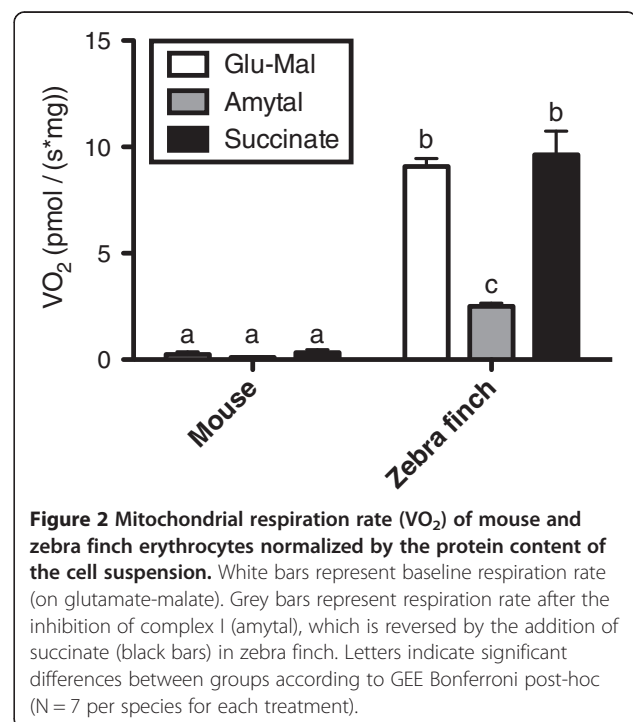 15
10
5
0
VO2 (pmol / (s*mg))
Glu-Mal
Amytal
Succinate
a a a
b
c
b
Mouse
Zebra finch
Figure 2 Mitochondrial respiration rate (VO2) of mouse and
zebra finch erythrocytes normalized by the protein content of
the cell suspension. White bars represent baseline respiration rate
(on glutamate-malate). Grey bars represent respiration rate after the
inhibition of complex I (amytal), which is reversed by the addition of
succinate (black bars) in zebra finch. Letters indicate significant
differences between groups according to GEE Bonferroni post-hoc
(N = 7 per species for each treatment).